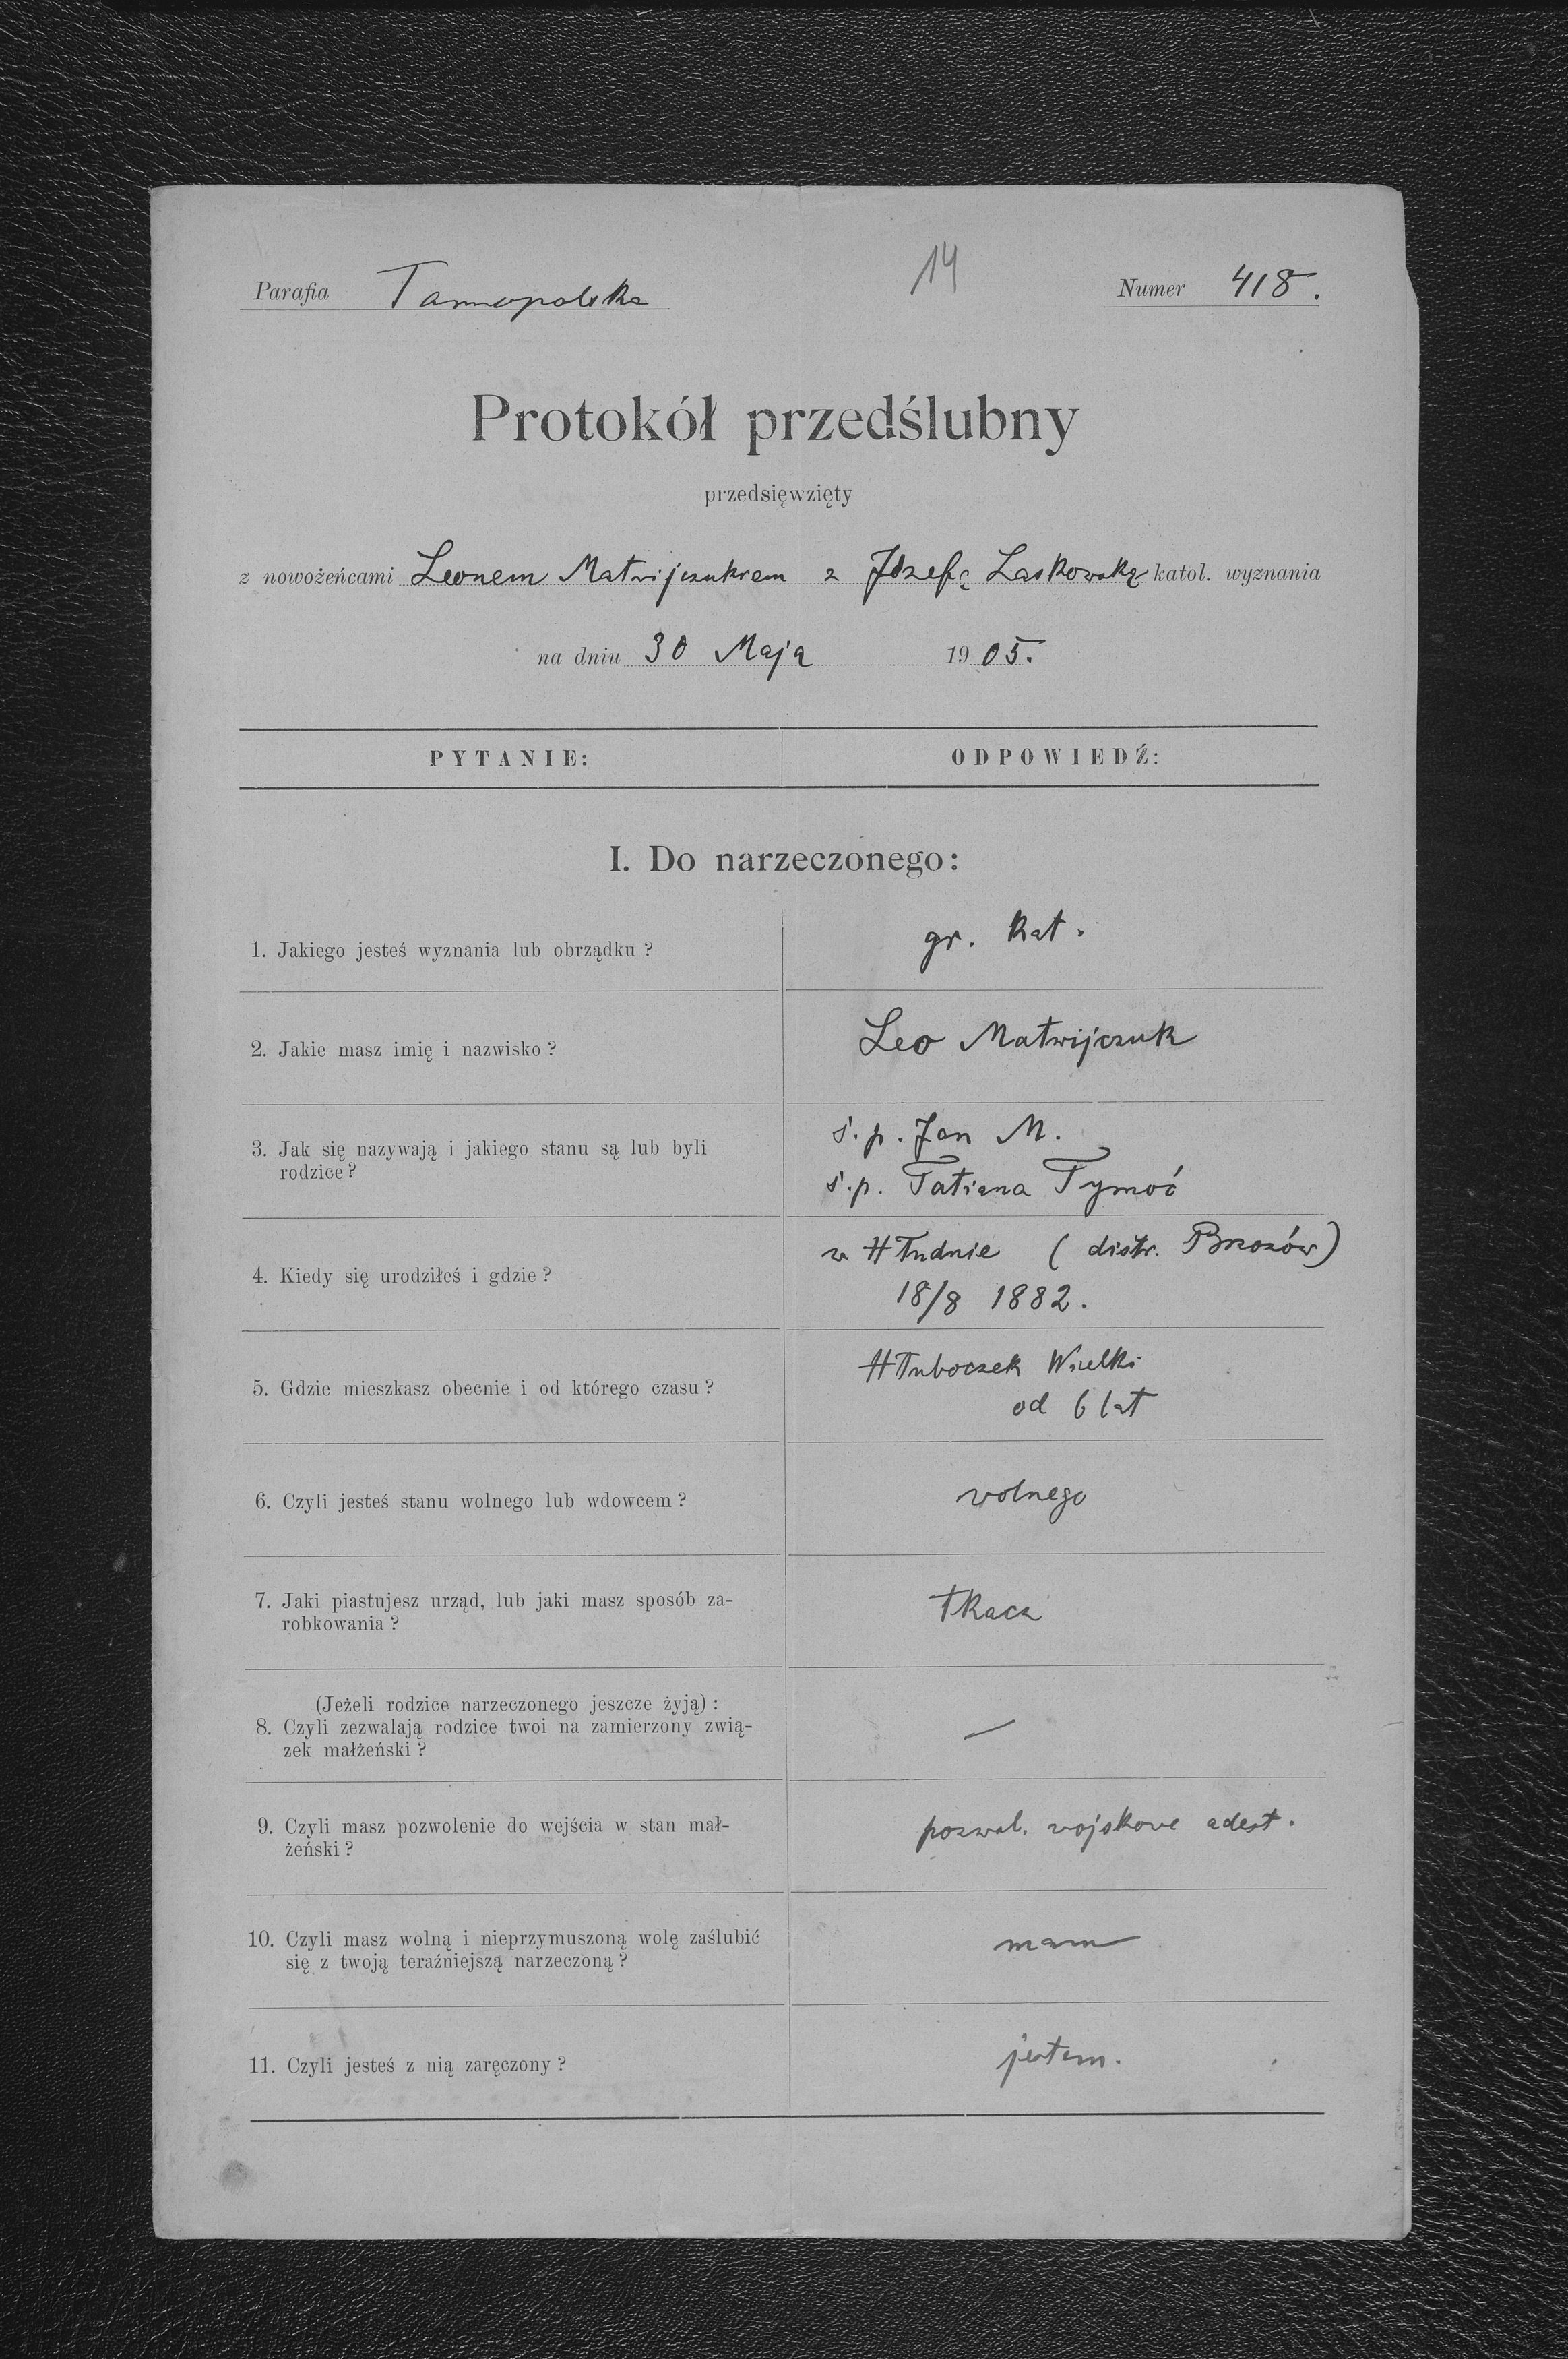 14
Parafia Tarnopolska Numer 418.
Protokół przedślubny
przedsięwzięty
z nowożeńcami Leonem Matwijczukiem z Józefą Laskowską katol. wyznania
na dniu 30 Maja 1905.
PYTANIE: ODPOWIEDŹ:
I. Do narzeczonego:
1. Jakiego jesteś wyznania lub obrządku? gr. kat.
2. Jakie masz imię i nazwisko? Leo Matwijczuk
3. Jak się nazywają i jakiego stanu są lub byli
rodzice?
ś.p. Jan M.
ś.p. Tatiana Tymoć
4. Kiedy się urodziłeś i gdzie?
w Hłudnie (distr. Brzozów)
18/8 1882.
5. Gdzie mieszkasz obecnie i od którego czasu?
Hłuboczek Wielki
od 6 lat
6. Czyli jesteś stanu wolnego lub wdowcem? wolnego
7. Jaki piastujesz urząd, lub jaki masz sposób za-
robkowania?
tkacz
(Jeżeli rodzice narzeczonego jeszcze żyją):
8. Czyli zezwalają rodzice twoi na zamierzony zwią-
zek małżeński?
—
9. Czyli masz pozwolenie do wejścia w stan mał-
żeński?
pozwol. wojskowe adest.
10. Czyli masz wolną i nieprzymuszoną wolę zaślubić
się z twoją teraźniejszą narzeczoną?
mam
11. Czyli jesteś z nią zaręczony? jestem.